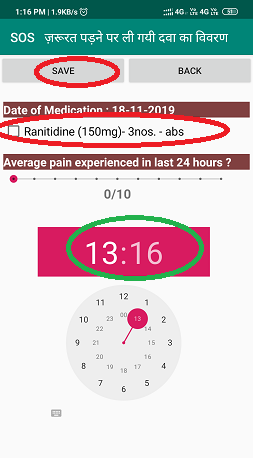 1:16 PM | 1.9KB/s
4G 4G
SOS ज़रूरत पड़ने पर ली गयी दवा का विवरण
SAVE BACK
Date of Medication : 18-11-2019
Ranitidine (150mg)- 3nos. - abs
Average pain experienced in last 24 hours ?
0/10
13:16
12
11 00 1
23 13
10 2
22 14
9 21 15 3
20 16
8 4
19 18 17
7 5
6